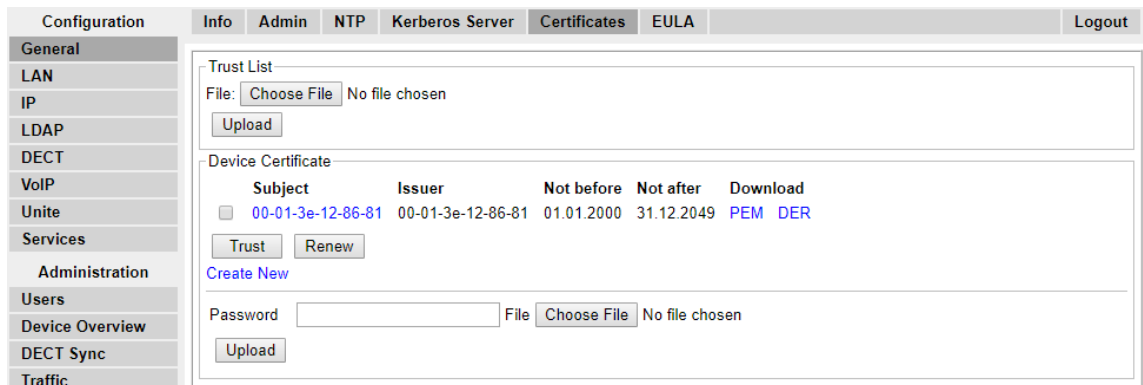 Configuration
Info Admin NTP Kerberos Server Certificates EULA Logout
General
LAN
IP
LDAP
DECT
VoIP
Unite
Services
Administration
Users
Device Overview
DECT Sync
Traffic
Trust List
File: Choose File No file chosen
Upload
Device Certificate
Subject Issuer Not before Not after Download
00-01-3e-12-86-81 00-01-3e-12-86-81 01.01.2000 31.12.2049 PEM DER
Trust Renew
Create New
Password File Choose File No file chosen
Upload